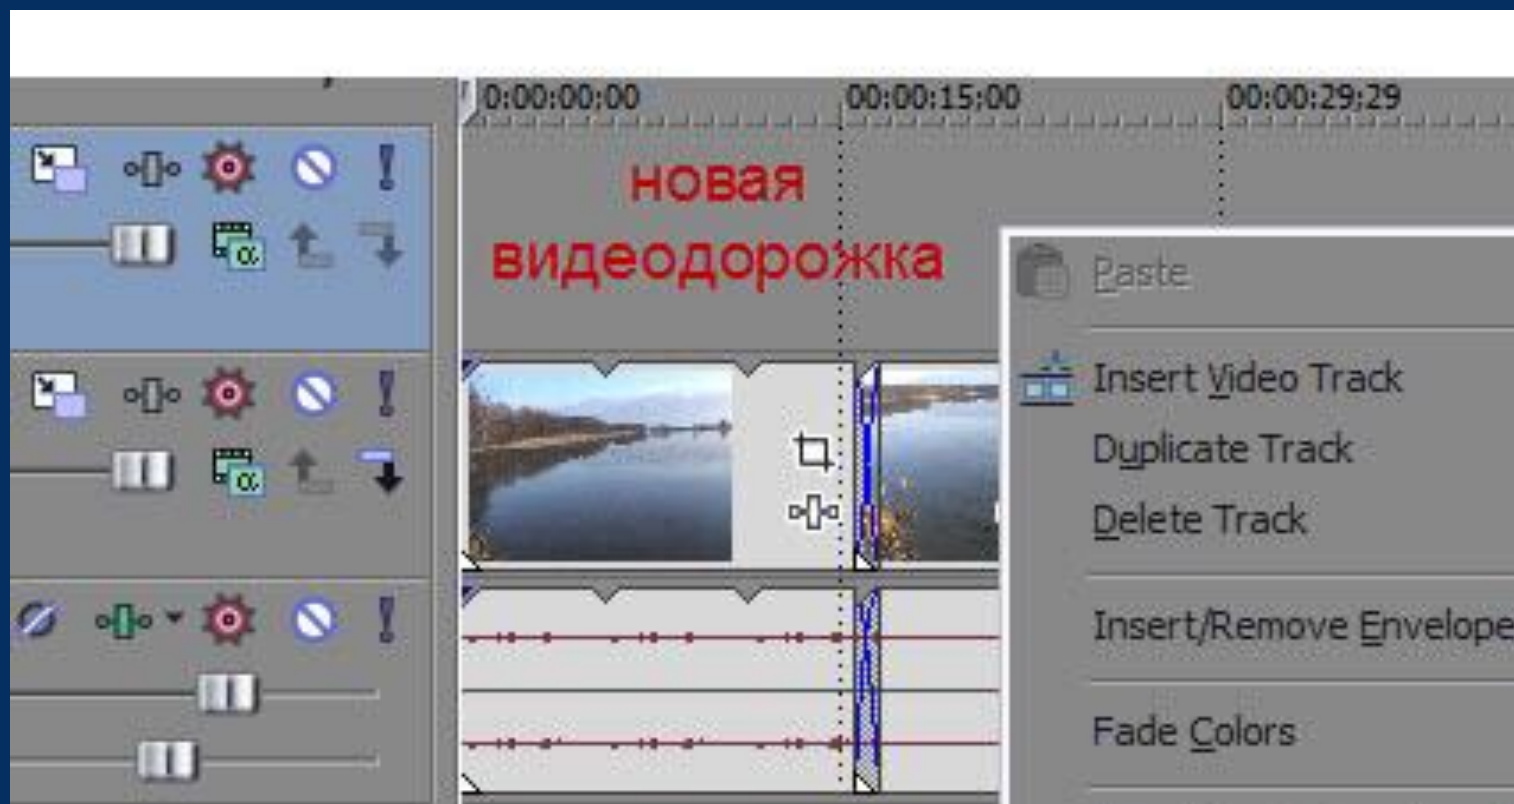 0:00:00;00 00:00:15;00 00:00:29;29
новая
видеодорожка
Paste
Insert Video Track
Duplicate Track
Delete Track
Insert/Remove Envelope
Fade Colors